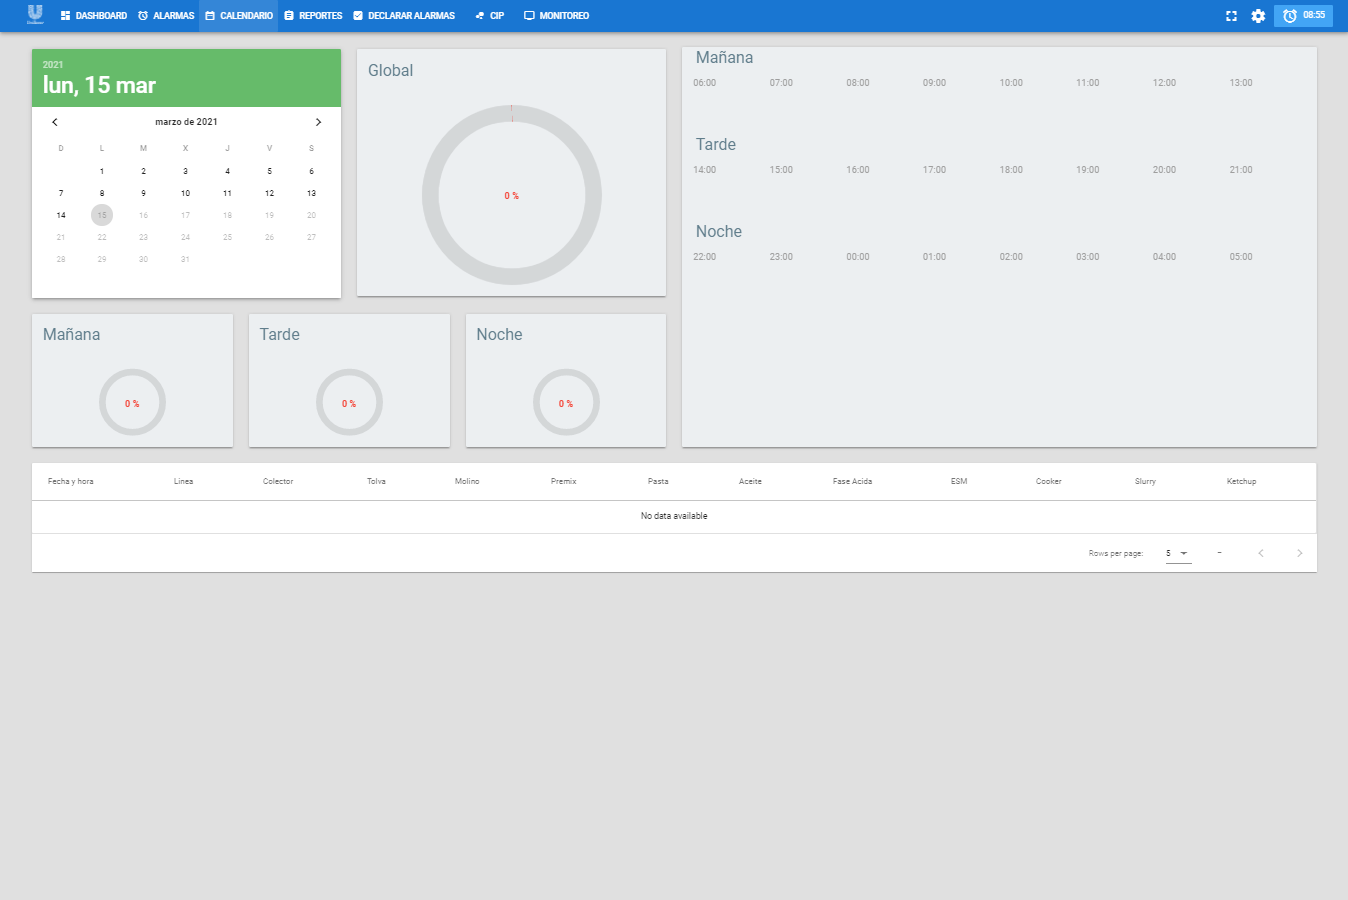 DASHBOARD ALARMAS CALENDARIO REPORTES DECLARAR ALARMAS CIP MONITOREO 08:55
2021
lun, 15 mar
marzo de 2021
D L M X J V S
1 2 3 4 5 6
7 8 9 10 11 12 13
14 15 16 17 18 19 20
21 22 23 24 25 26 27
28 29 30 31
Global
0 %
Mañana
06:00 07:00 08:00 09:00 10:00 11:00 12:00 13:00
Tarde
14:00 15:00 16:00 17:00 18:00 19:00 20:00 21:00
Noche
22:00 23:00 00:00 01:00 02:00 03:00 04:00 05:00
Mañana
0 %
Tarde
0 %
Noche
0 %
Fecha y hora Linea Colector Tolva Molino Premix Pasta Aceite Fase Acida ESM Cooker Slurry Ketchup
No data available
Rows per page: 5 –